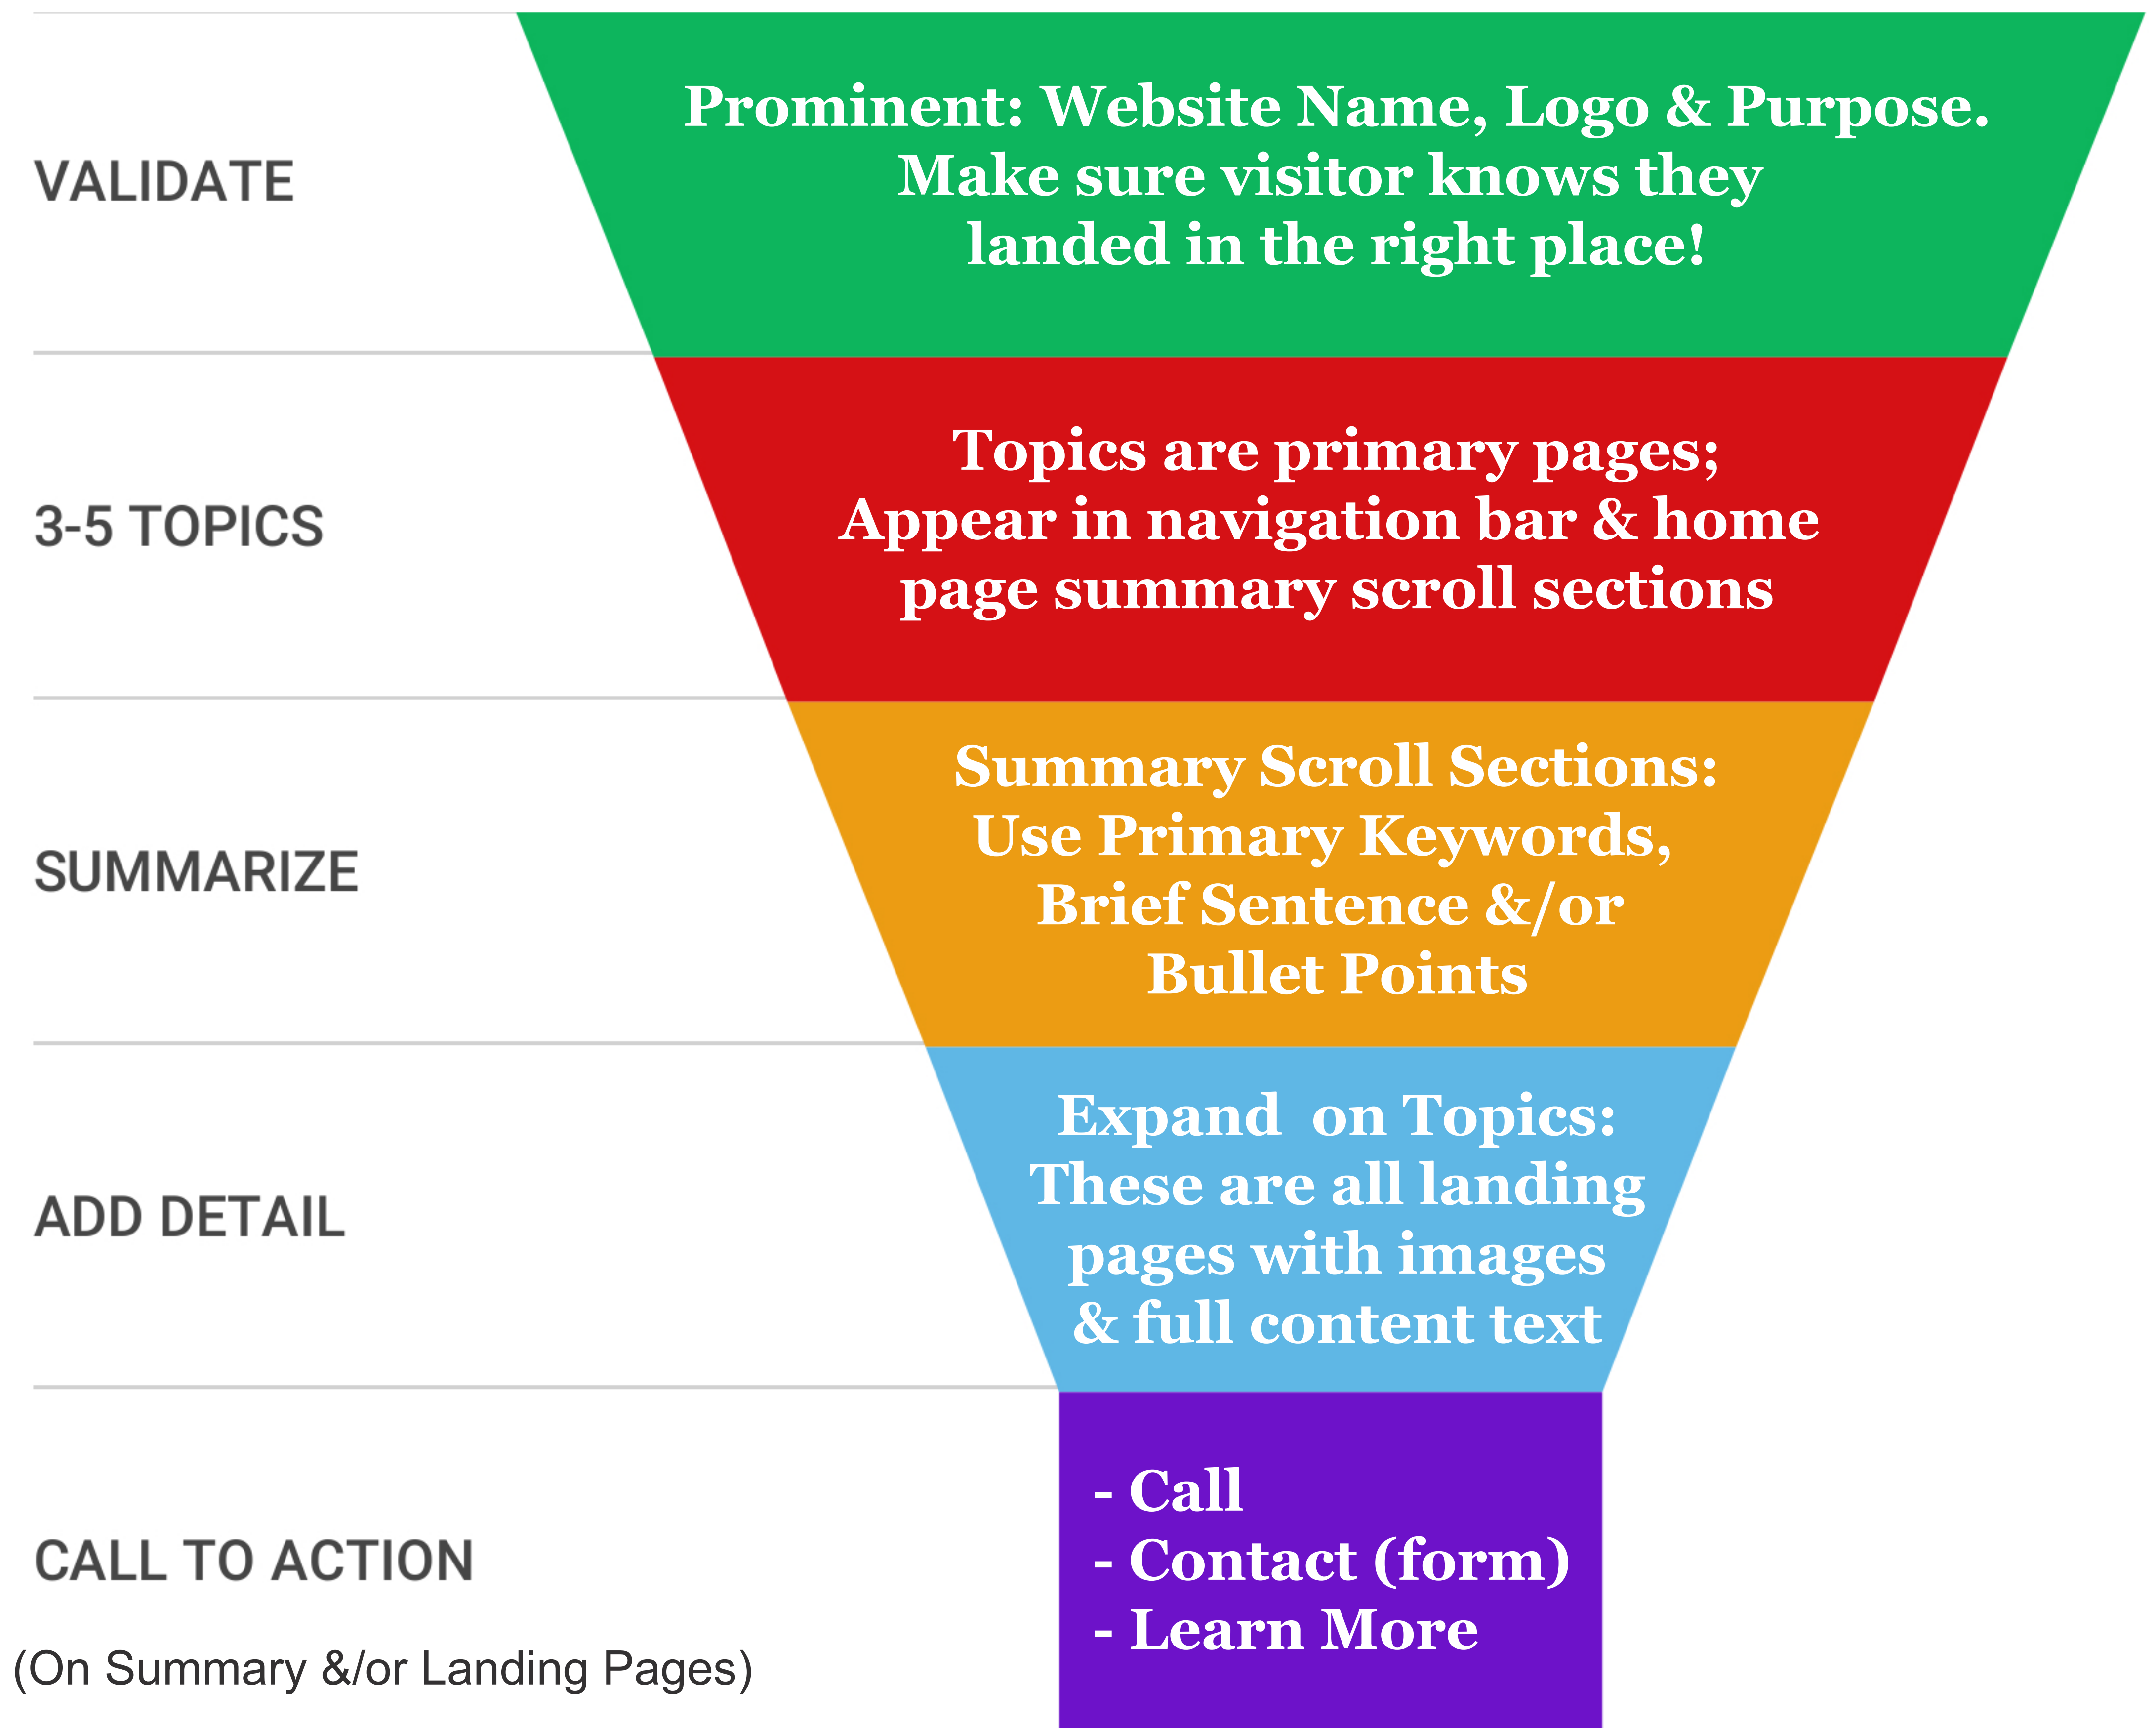 VALIDATE
Prominent: Website Name, Logo & Purpose.
Make sure visitor knows they
landed in the right place!
3-5 TOPICS
Topics are primary pages;
Appear in navigation bar & home
page summary scroll sections
SUMMARIZE
Summary Scroll Sections:
Use Primary Keywords,
Brief Sentence &/or
Bullet Points
ADD DETAIL
Expand  on Topics:
These are all landing
pages with images
& full content text
CALL TO ACTION
(On Summary &/or Landing Pages)
- Call
- Contact (form)
- Learn More